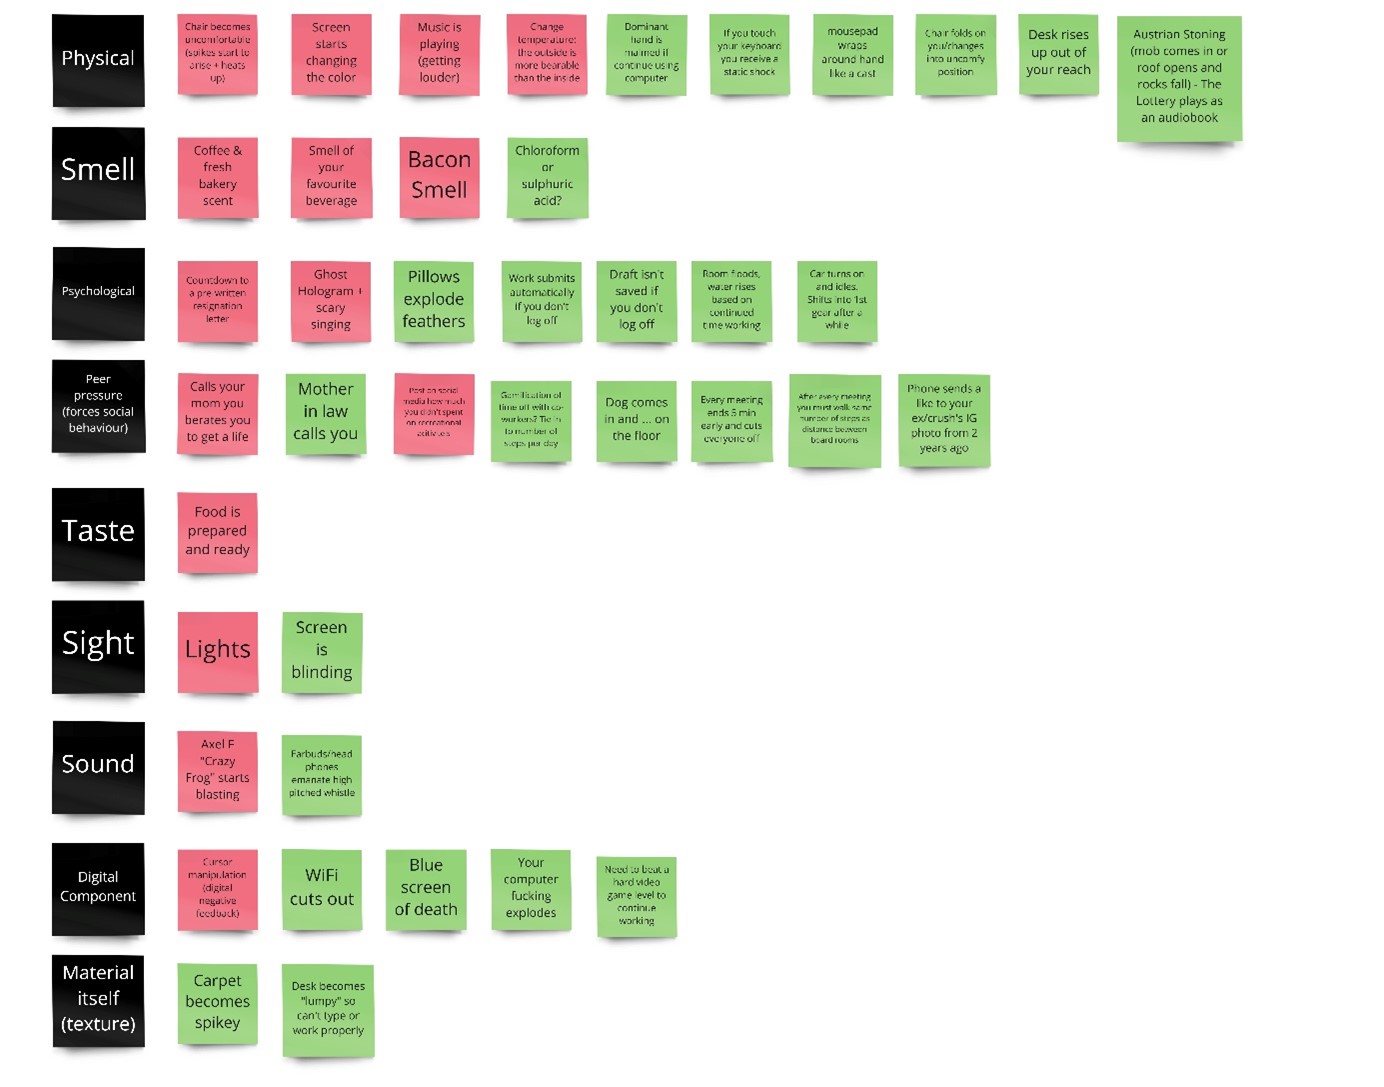 Physical
Chair becomes
uncomfortable
(spikes start to
arise + heats
up)
Screen
starts
changing
the color
Music is
playing
(getting
louder)
Change
temperature:
the outside is
more bearable
than the inside
Dominant
hand is
maimed if
continue using
computer
If you touch
your keyboard
you receive a
static shock
mousepad
wraps
around hand
like a cast
Chair folds on
you/changes
into uncomfy
position
Desk rises
up out of
your reach
Austrian Stoning
(mob comes in or
roof opens and
rocks fall) - The
Lottery plays as
an audiobook
Smell
Coffee &
fresh
bakery
scent
Smell of
your
favourite
beverage
Bacon
Smell
Chloroform
or
sulphuric
acid?
Psychological
Countdown to
a pre written
resignation
letter
Ghost
Hologram +
scary
singing
Pillows
explode
feathers
Work submits
automatically
if you don't
log off
Draft isn't
saved if
you don't
log off
Room floods,
water rises
based on
continued
time working
Car turns on
and idles.
Shifts into 1st
gear after a
while
Peer
pressure
(forces social
behaviour)
Calls your
mom you
berates you
to get a life
Mother
in law
calls you
Post on social
media how much
you didn't spent
on recreational
Gamification of
time off with co-
workers? Tie in
to number of
steps per day
Dog comes
in and ... on
the floor
Every meeting
ends 5 min
early and cuts
everyone off
After every meeting
you must walk same
number of steps as
distance between
board rooms
Phone sends a
like to your
ex/crush's IG
photo from 2
years ago
Taste
Food is
prepared
and ready
Sight
Lights
Screen
is
blinding
Sound
Axel F
"Crazy
Frog" starts
blasting
Earbuds/head
phones
emanate high
pitched whistle
Digital
Component
Cursor
manipulation
(digital
negative
feedback)
WiFi
cuts out
Blue
screen
of death
Your
computer
fucking
explodes
Need to beat a
hard video
game level to
continue
working
Material
itself
(texture)
Carpet
becomes
spikey
Desk becomes
"lumpy" so
can't type or
work properly